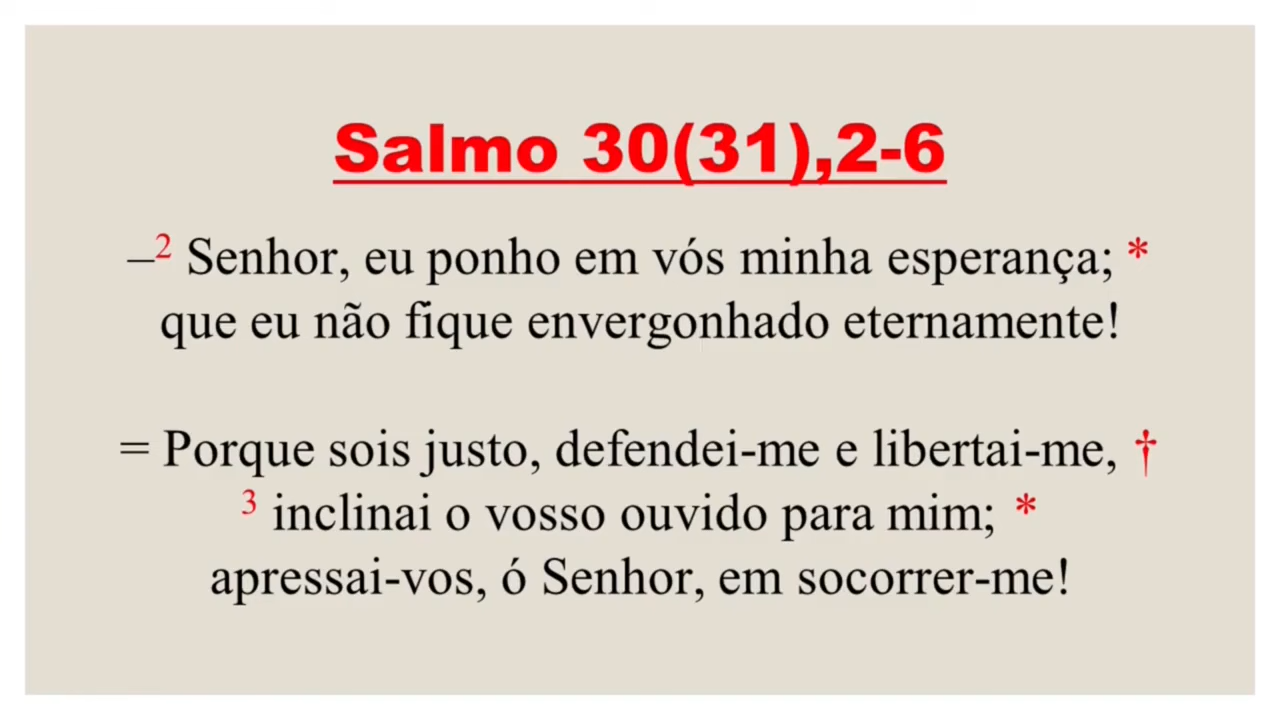 Salmo 30(31),2-6
–² Senhor, eu ponho em vós minha esperança; *
que eu não fique envergonhado eternamente!
= Porque sois justo, defendei-me e libertai-me, †
³ inclinai o vosso ouvido para mim; *
apressai-vos, ó Senhor, em socorrer-me!